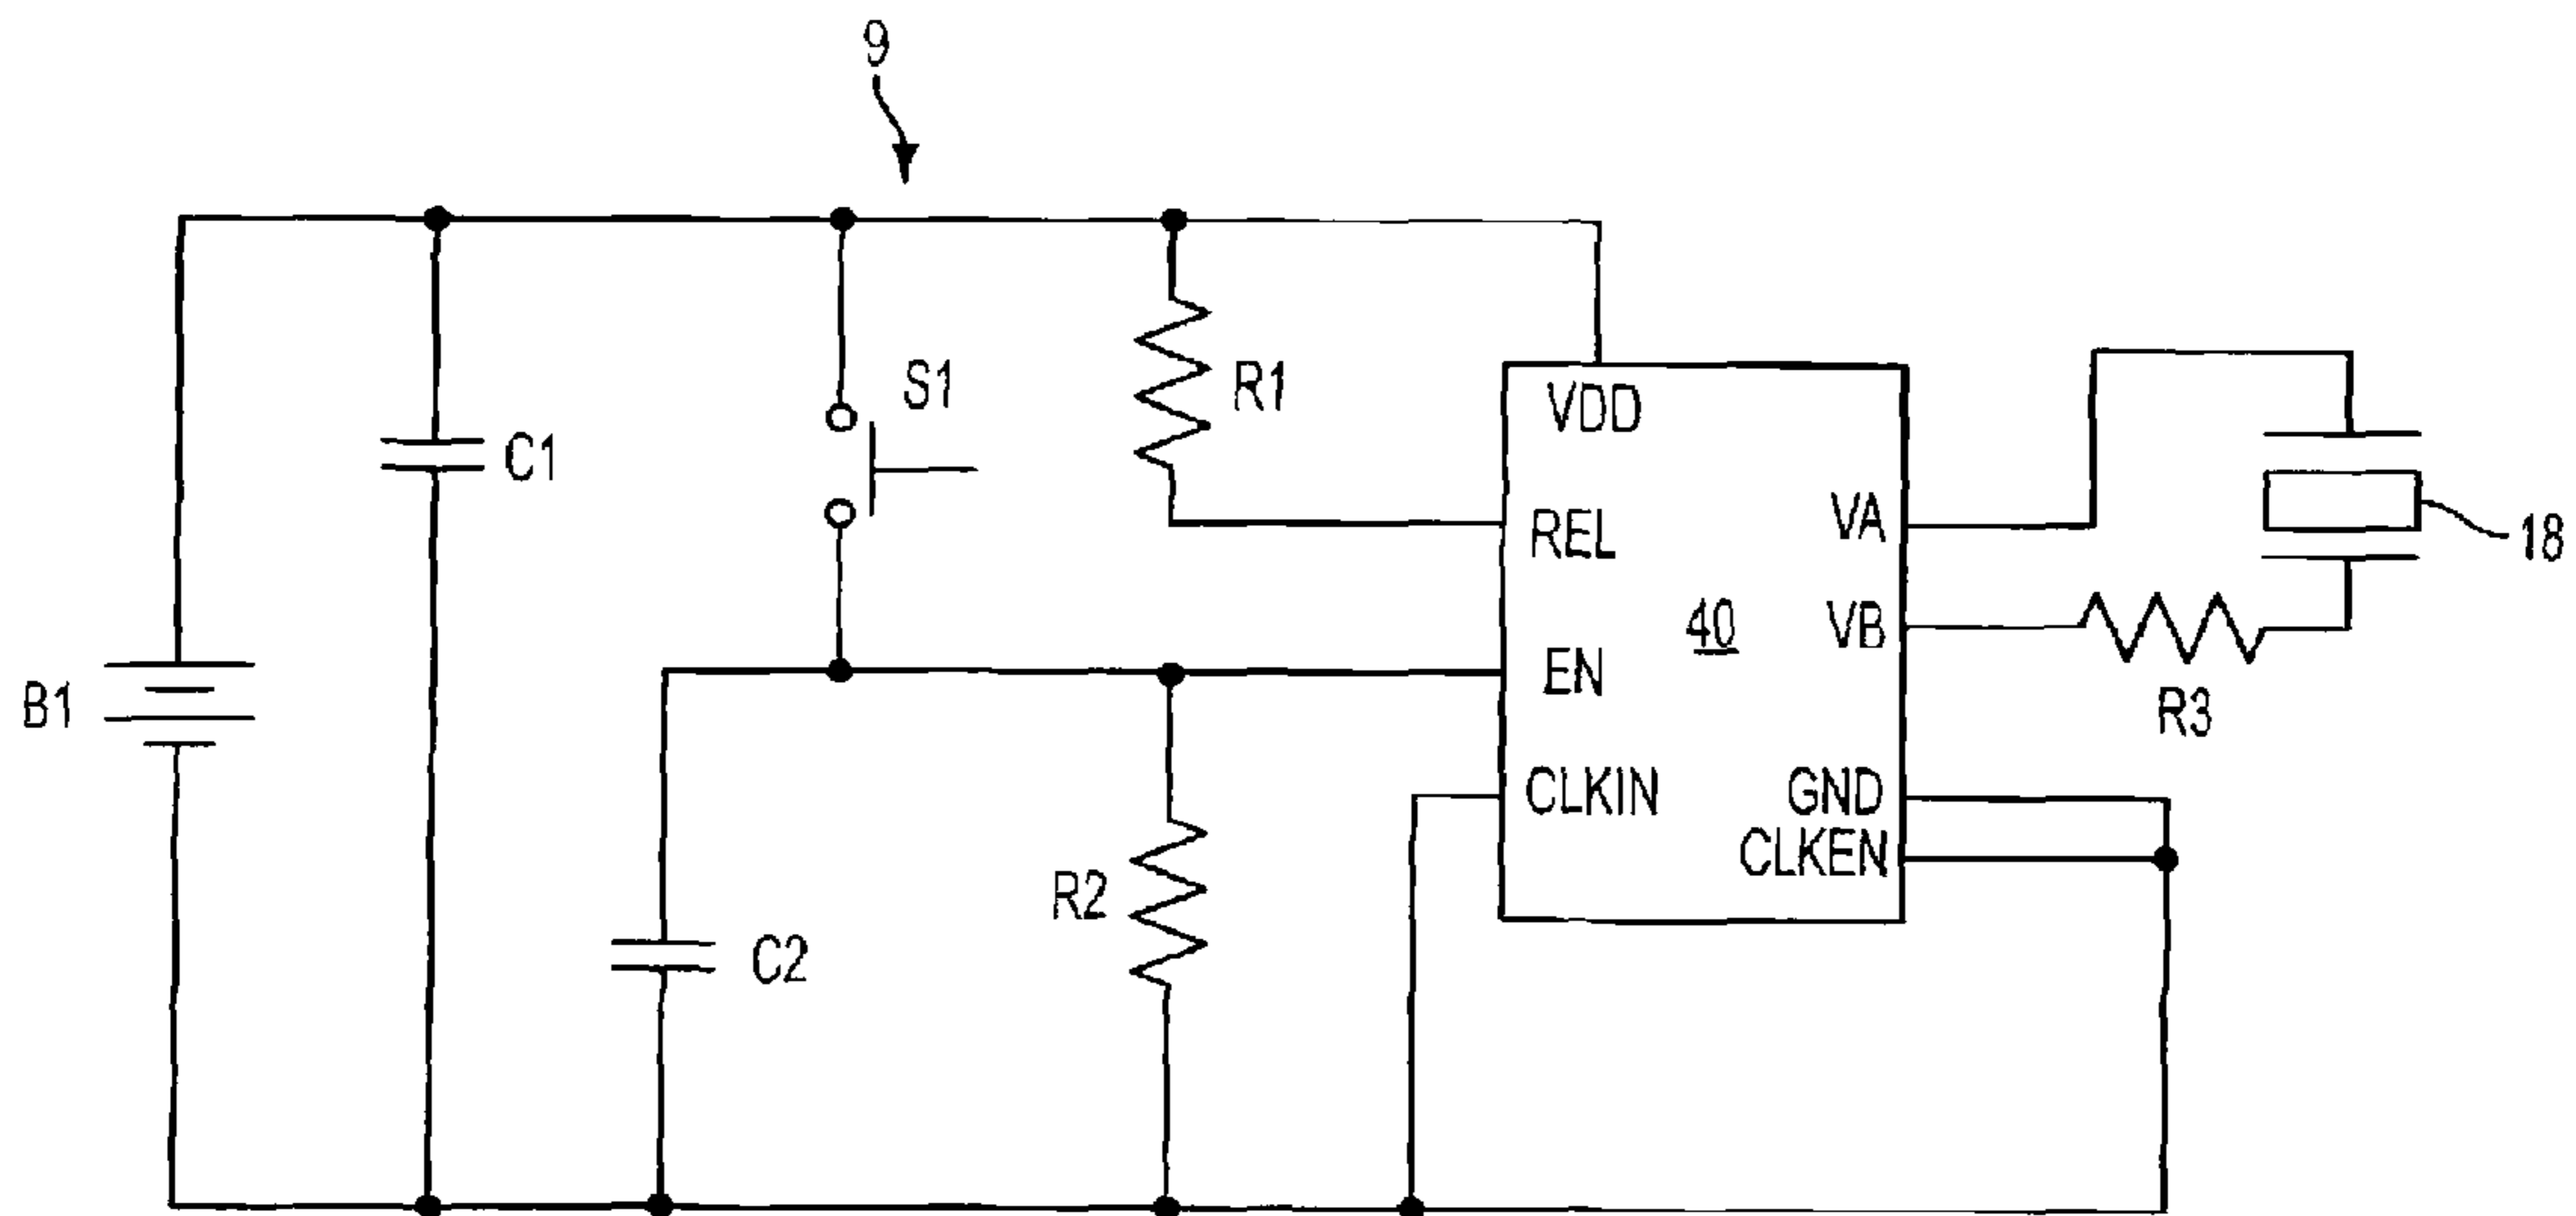 9
S1
R1
VDD
C1
REL
VA
18
40
VB
B1
EN
R3
CLKIN
GND
CLKEN
R2
C2